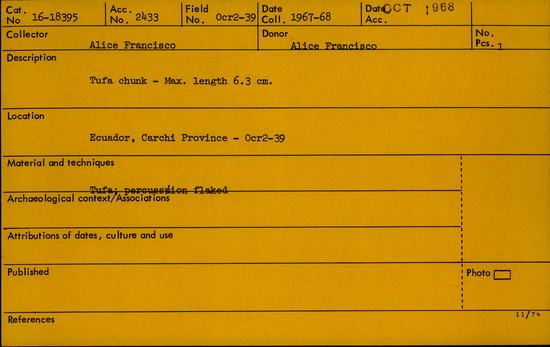 Cat. No 16-18395
Acc. No. 2433
Field No. Ocr2-39
Date Coll. 1967-68
Date Acc. OCT 1968
Collector Alice Francisco
Donor Alice Francisco
No. Pcs. 1
Description
Tufa chunk - Max. length 6.3 cm.
Location
Ecuador, Carchi Province - Ocr2-39
Material and techniques
Tufa; percussion flaked
Archaeological context/Associations
Attributions of dates, culture and use
Published
Photo
References
11/74